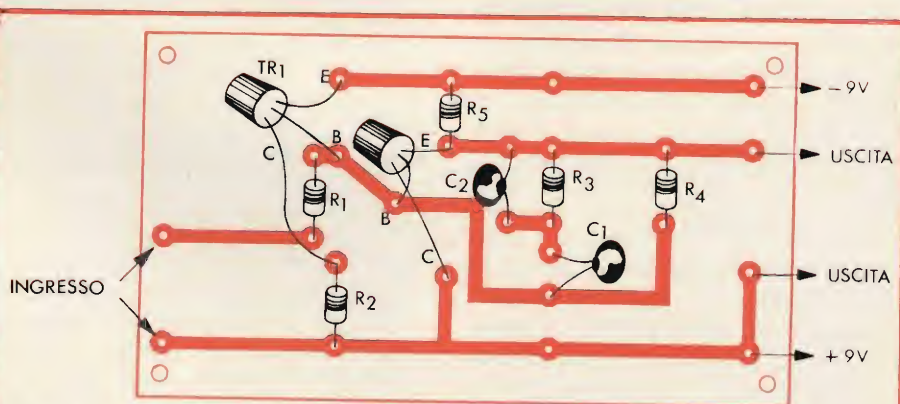 TR1
E
− 9V
R5
C
B
E
USCITA
C2
R3
R4
R1
B
C1
INGRESSO
C
USCITA
R2
+ 9V